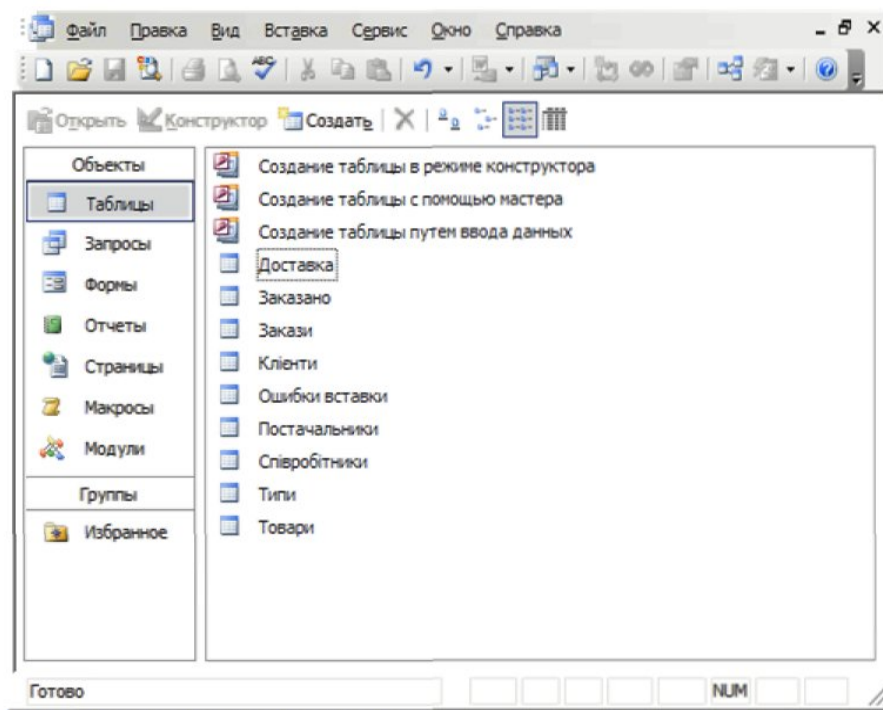 Файл Правка Вид Вставка Сервис Окно Справка
Открыть Конструктор Создать
Объекты
Таблицы
Запросы
Формы
Отчеты
Страницы
Макросы
Модули
Группы
Избранное
Создание таблицы в режиме конструктора
Создание таблицы с помощью мастера
Создание таблицы путем ввода данных
Доставка
Заказано
Закази
Клієнти
Ошибки вставки
Постачальники
Співробітники
Типи
Товари
Готово
NUM